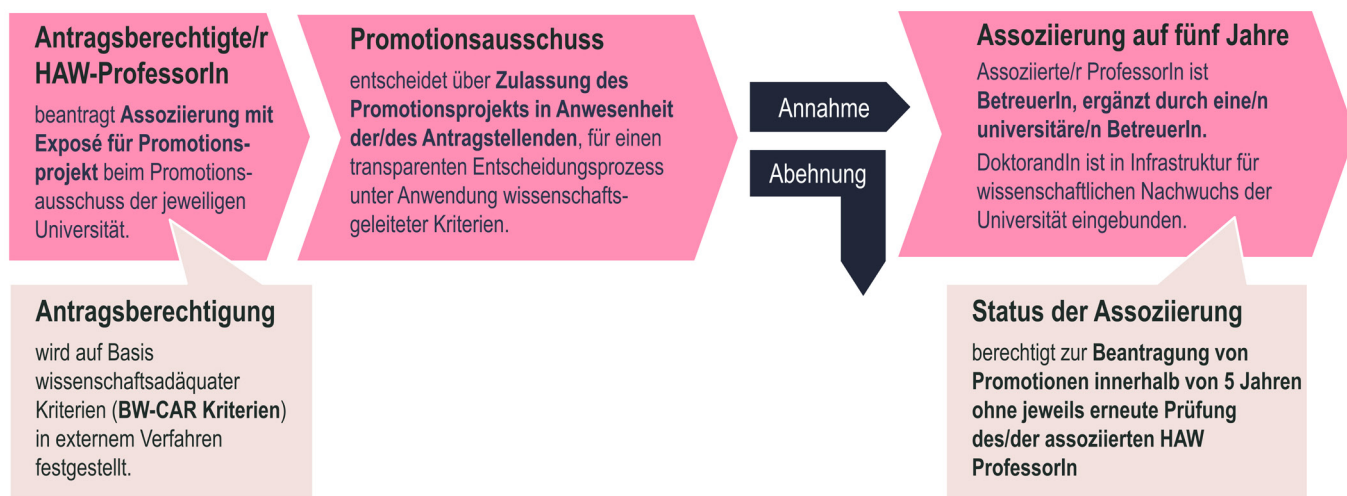 Antragsberechtigte/r
HAW-ProfessorIn
beantragt Assoziierung mit
Exposé für Promotions-
projekt beim Promotions-
ausschuss der jeweiligen
Universität.
Antragsberechtigung
wird auf Basis
wissenschaftsadäquater
Kriterien (BW-CAR Kriterien)
in externem Verfahren
festgestellt.
Promotionsausschuss
entscheidet über Zulassung des
Promotionsprojekts in Anwesenheit
der/des Antragstellenden, für einen
transparenten Entscheidungsprozess
unter Anwendung wissenschafts-
geleiteter Kriterien.
Annahme
Abehnung
Assoziierung auf fünf Jahre
Assoziierte/r ProfessorIn ist
BetreuerIn, ergänzt durch eine/n
universitäre/n BetreuerIn.
DoktorandIn ist in Infrastruktur für
wissenschaftlichen Nachwuchs der
Universität eingebunden.
Status der Assoziierung
berechtigt zur Beantragung von
Promotionen innerhalb von 5 Jahren
ohne jeweils erneute Prüfung
des/der assoziierten HAW
ProfessorIn